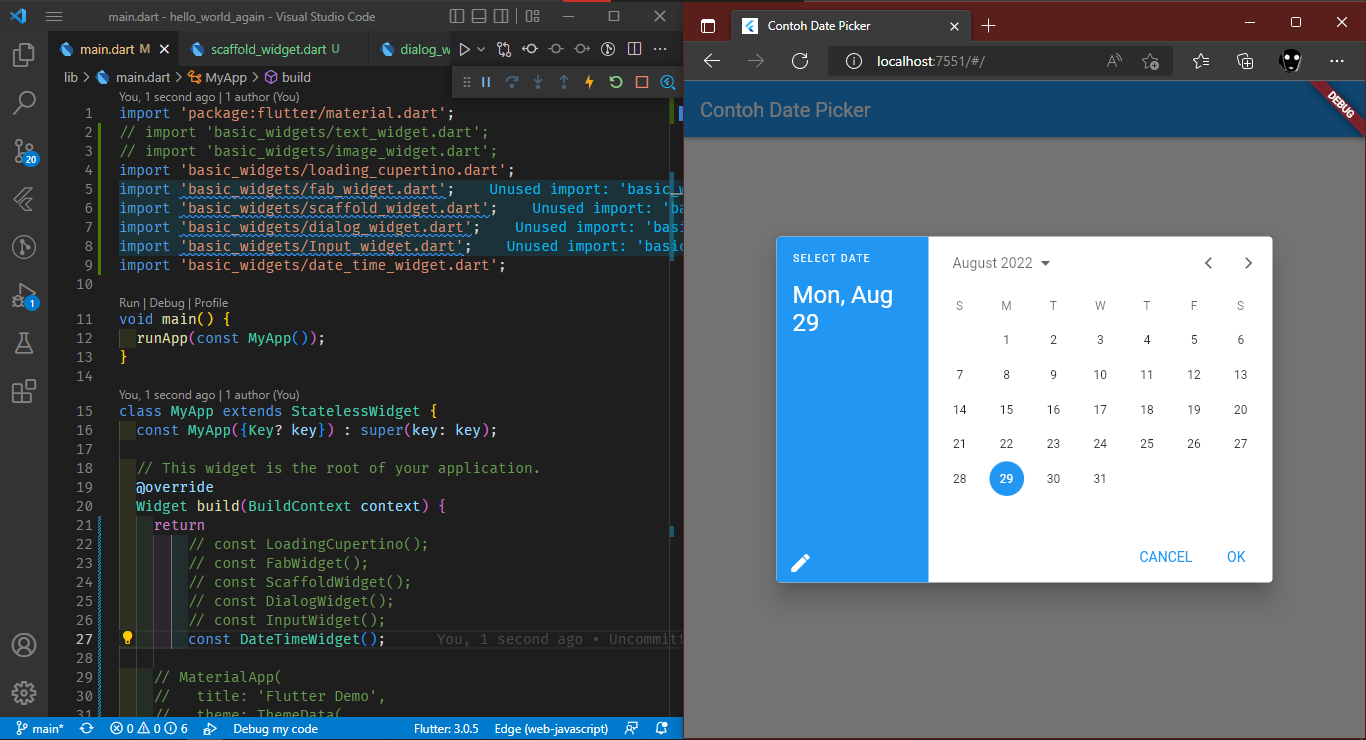 main.dart - hello_world_again - Visual Studio Code
main.dart M
scaffold_widget.dart U
dialog_w
lib > main.dart > MyApp > build
You, 1 second ago | 1 author (You)
1 import 'package:flutter/material.dart';
2 // import 'basic_widgets/text_widget.dart';
3 // import 'basic_widgets/image_widget.dart';
4 import 'basic_widgets/loading_cupertino.dart';
5 import 'basic_widgets/fab_widget.dart'; Unused import: 'basic_w
6 import 'basic_widgets/scaffold_widget.dart'; Unused import: 'ba
7 import 'basic_widgets/dialog_widget.dart'; Unused import: 'bas
8 import 'basic_widgets/Input_widget.dart'; Unused import: 'basic
9 import 'basic_widgets/date_time_widget.dart';
10
Run | Debug | Profile
11 void main() {
12 runApp(const MyApp());
13 }
14
You, 1 second ago | 1 author (You)
15 class MyApp extends StatelessWidget {
16 const MyApp({Key? key}) : super(key: key);
17
18 // This widget is the root of your application.
19 @override
20 Widget build(BuildContext context) {
21 return
22 // const LoadingCupertino();
23 // const FabWidget();
24 // const ScaffoldWidget();
25 // const DialogWidget();
26 // const InputWidget();
27 const DateTimeWidget(); You, 1 second ago • Uncommitt
28
29 // MaterialApp(
30 // title: 'Flutter Demo',
31 // theme: ThemeData(
20
1
main* 0 0 6 Debug my code Flutter: 3.0.5 Edge (web-javascript)
Contoh Date Picker
localhost:7551/#/
Contoh Date Picker
DEBUG
SELECT DATE
Mon, Aug
29
August 2022
S M T W T F S
1 2 3 4 5 6
7 8 9 10 11 12 13
14 15 16 17 18 19 20
21 22 23 24 25 26 27
28 29 30 31
CANCEL OK